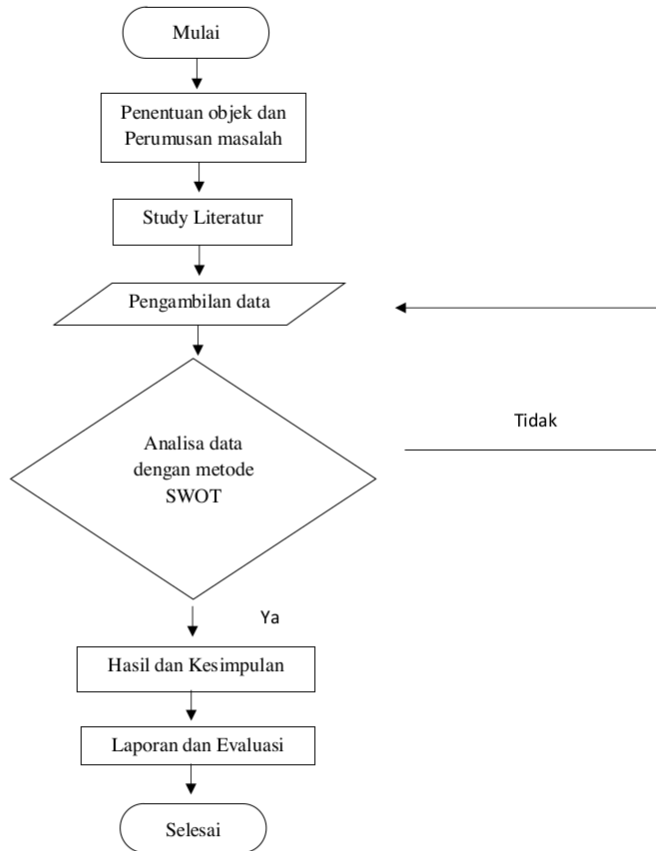 Mulai
Penentuan objek dan
Perumusan masalah
Study Literatur
Pengambilan data
Analisa data
dengan metode
SWOT
Tidak
Ya
Hasil dan Kesimpulan
Laporan dan Evaluasi
Selesai